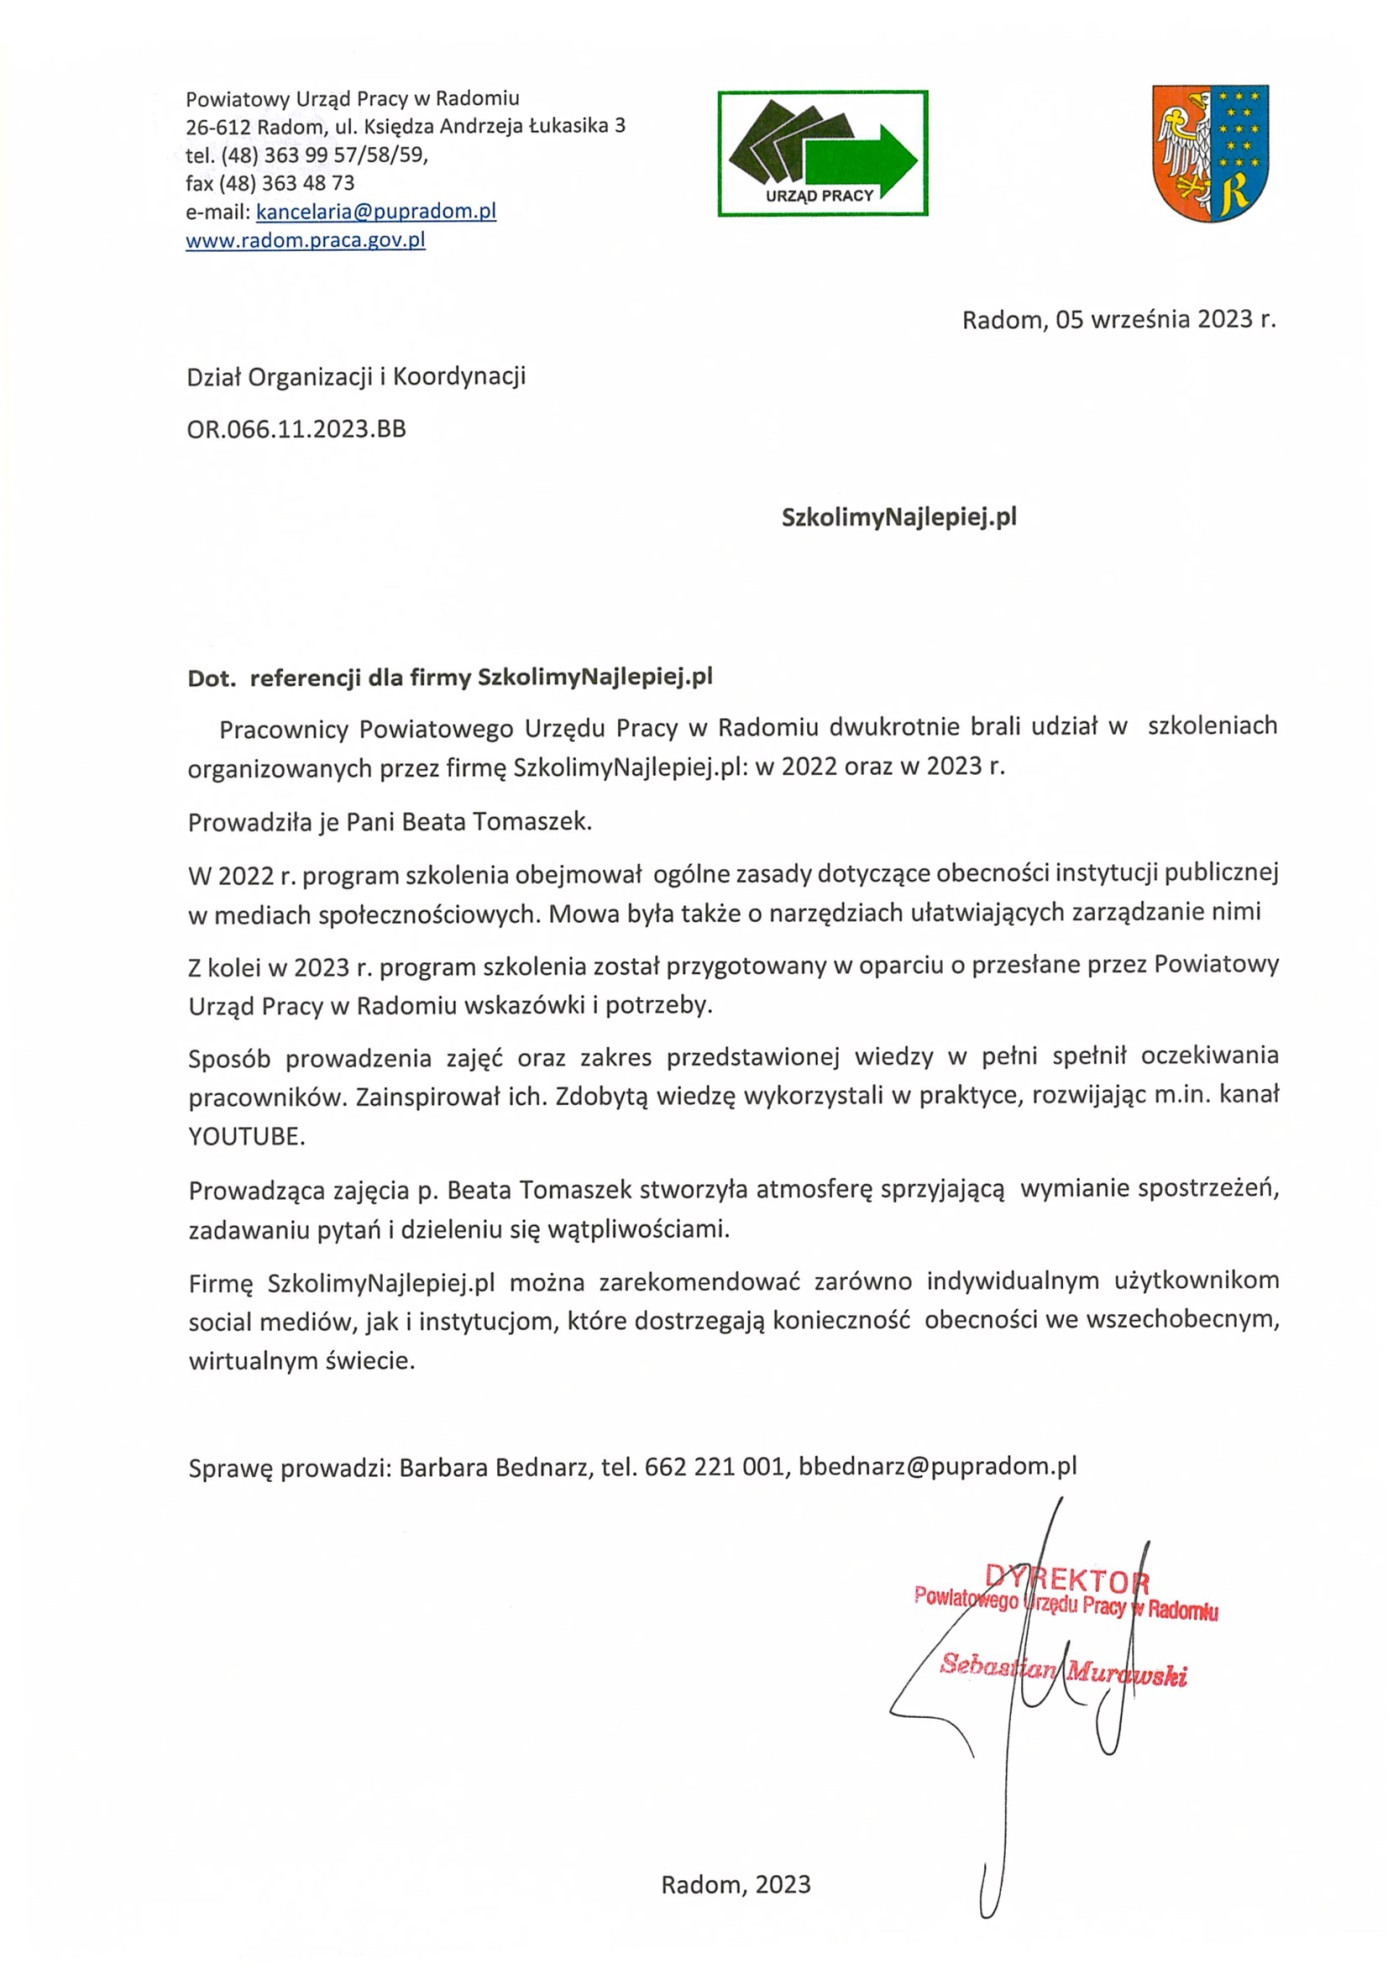 Powiatowy Urząd Pracy w Radomiu
26-612 Radom, ul. Księdza Andrzeja Łukasika 3
tel. (48) 363 99 57/58/59,
fax (48) 363 48 73
e-mail: kancelaria@pupradom.pl
www.radom.praca.gov.pl
URZĄD PRACY
R
Radom, 05 września 2023 r.
Dział Organizacji i Koordynacji
OR.066.11.2023.BB
SzkolimyNajlepiej.pl
Dot. referencji dla firmy SzkolimyNajlepiej.pl
Pracownicy Powiatowego Urzędu Pracy w Radomiu dwukrotnie brali udział w szkoleniach
organizowanych przez firmę SzkolimyNajlepiej.pl: w 2022 oraz w 2023 r.
Prowadziła je Pani Beata Tomaszek.
W 2022 r. program szkolenia obejmował ogólne zasady dotyczące obecności instytucji publicznej
w mediach społecznościowych. Mowa była także o narzędziach ułatwiających zarządzanie nimi
Z kolei w 2023 r. program szkolenia został przygotowany w oparciu o przesłane przez Powiatowy
Urząd Pracy w Radomiu wskazówki i potrzeby.
Sposób prowadzenia zajęć oraz zakres przedstawionej wiedzy w pełni spełnił oczekiwania
pracowników. Zainspirował ich. Zdobytą wiedzę wykorzystali w praktyce, rozwijając m.in. kanał
YOUTUBE.
Prowadząca zajęcia p. Beata Tomaszek stworzyła atmosferę sprzyjającą wymianie spostrzeżeń,
zadawaniu pytań i dzieleniu się wątpliwościami.
Firmę SzkolimyNajlepiej.pl można zarekomendować zarówno indywidualnym użytkownikom
social mediów, jak i instytucjom, które dostrzegają konieczność obecności we wszechobecnym,
wirtualnym świecie.
Sprawę prowadzi: Barbara Bednarz, tel. 662 221 001, bbednarz@pupradom.pl
DYREKTOR
Powiatowego Urzędu Pracy w Radomiu
Sebastian Murawski
Radom, 2023